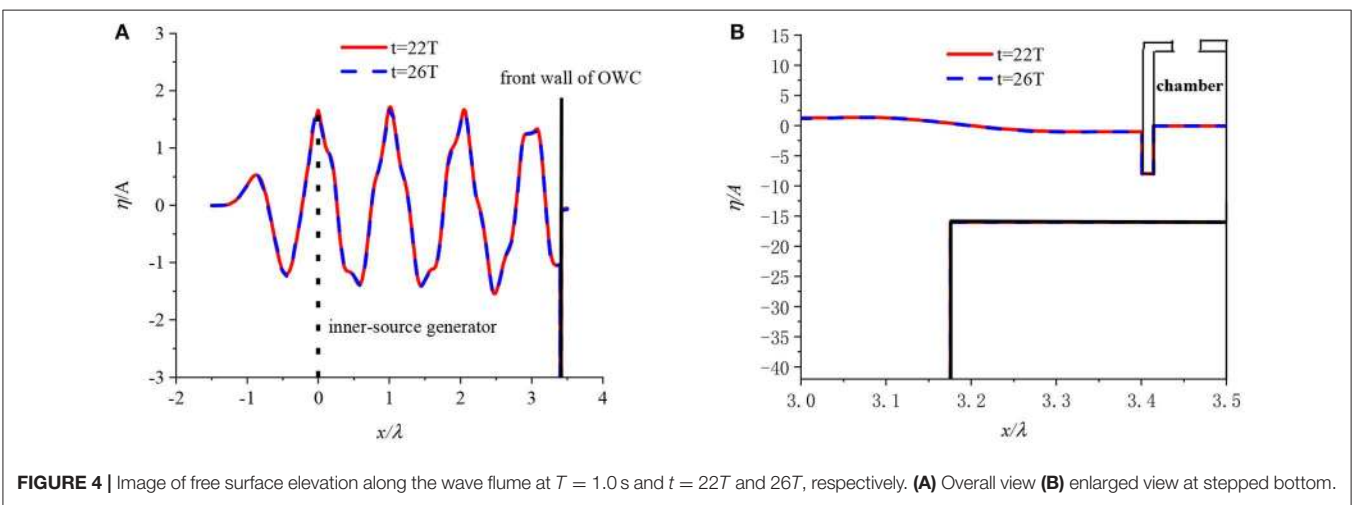 A
t=22T
t=26T
front wall of OWC
3
2
1
0
-1
-2
-3
η/A
inner-source generator
-2 -1 0 1 2 3 4
x/λ
B
t=22T
t=26T
chamber
15
10
5
0
-5
-10
-15
-20
-25
-30
-35
-40
η/A
3.0 3.1 3.2 3.3 3.4 3.5
x/λ
FIGURE 4 | Image of free surface elevation along the wave flume at T = 1.0 s and t = 22T and 26T, respectively. (A) Overall view (B) enlarged view at stepped bottom.